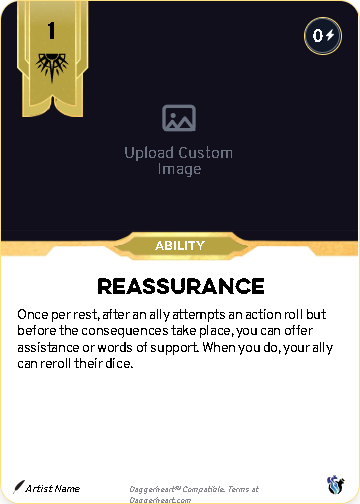 1
0
Upload Custom
Image
ABILITY
REASSURANCE
Once per rest, after an ally attempts an action roll but
before the consequences take place, you can offer
assistance or words of support. When you do, your ally
can reroll their dice.
Artist Name
Daggerheart™ Compatible. Terms at
Daggerheart.com